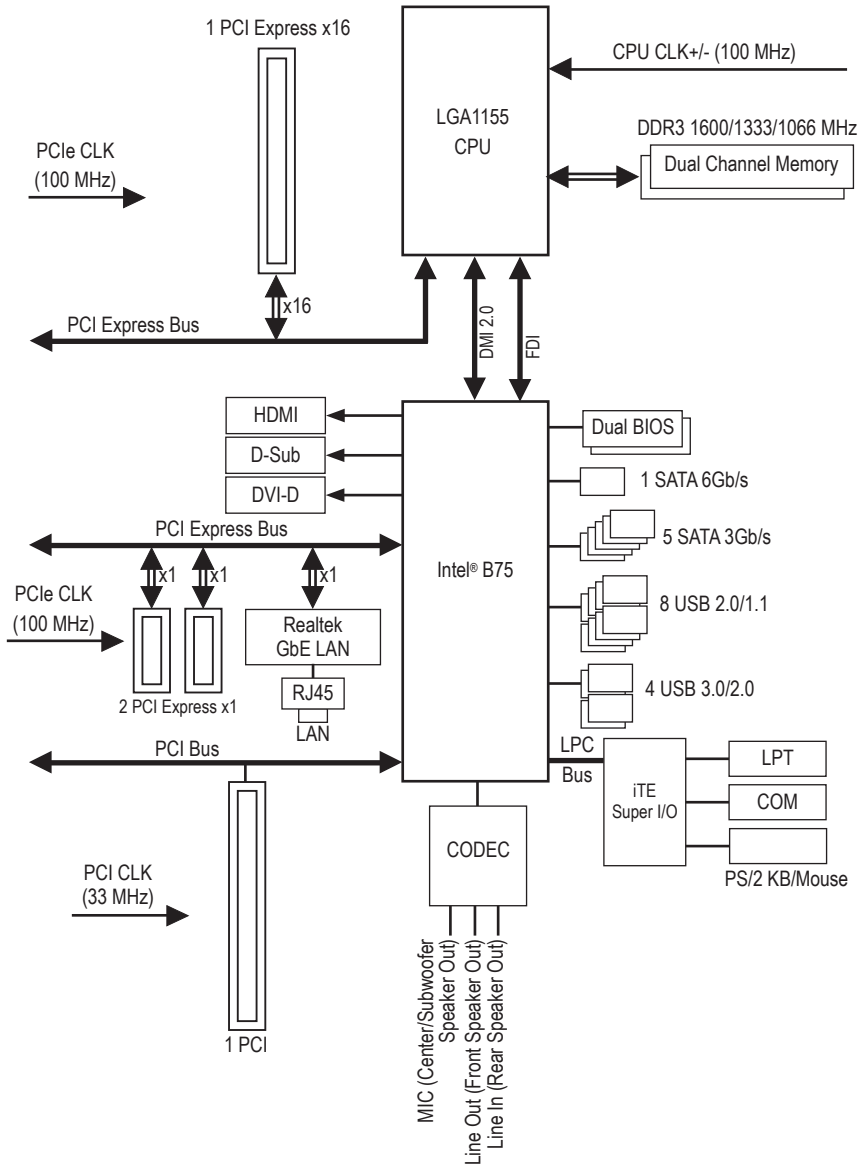 1 PCI Express x16
CPU CLK+/- (100 MHz)
LGA1155
CPU
DDR3 1600/1333/1066 MHz
Dual Channel Memory
PCIe CLK
(100 MHz)
x16
PCI Express Bus
DMI 2.0
FDI
HDMI
D-Sub
DVI-D
Dual BIOS
1 SATA 6Gb/s
5 SATA 3Gb/s
8 USB 2.0/1.1
4 USB 3.0/2.0
Intel® B75
PCI Express Bus
x1
x1
x1
PCIe CLK
(100 MHz)
Realtek
GbE LAN
RJ45
LAN
2 PCI Express x1
PCI Bus
LPC
Bus
iTE
Super I/O
LPT
COM
PS/2 KB/Mouse
CODEC
PCI CLK
(33 MHz)
1 PCI
MIC (Center/Subwoofer
Speaker Out)
Line Out (Front Speaker Out)
Line In (Rear Speaker Out)